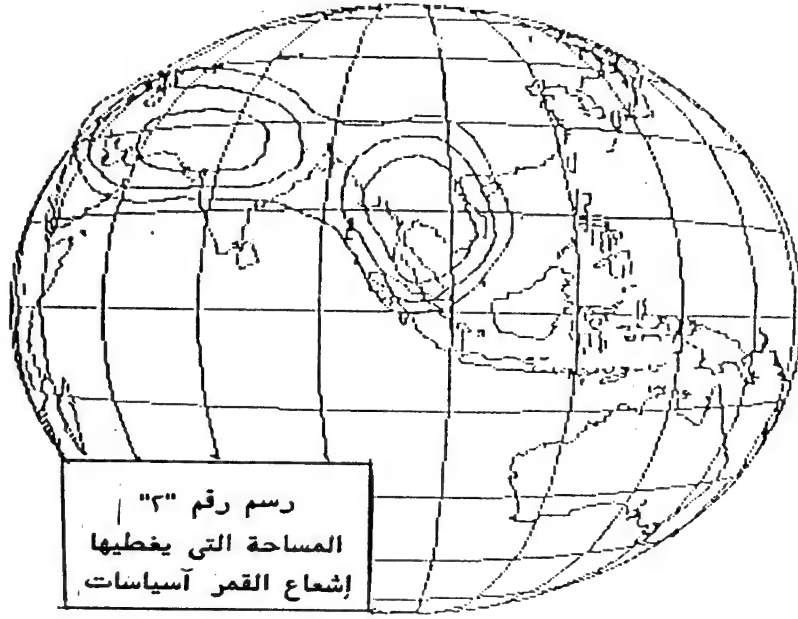 رسم رقم "٢"
المساحة التى يغطيها
إشعاع القمر آسياسات